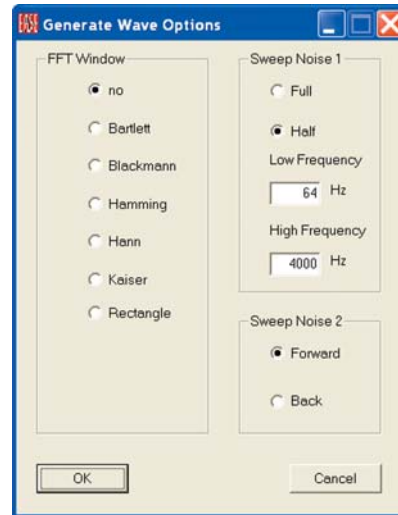 EASE Generate Wave Options
FFT Window
no
Bartlett
Blackmann
Hamming
Hann
Kaiser
Rectangle
Sweep Noise 1
Full
Half
Low Frequency
64 Hz
High Frequency
4000 Hz
Sweep Noise 2
Forward
Back
OK
Cancel